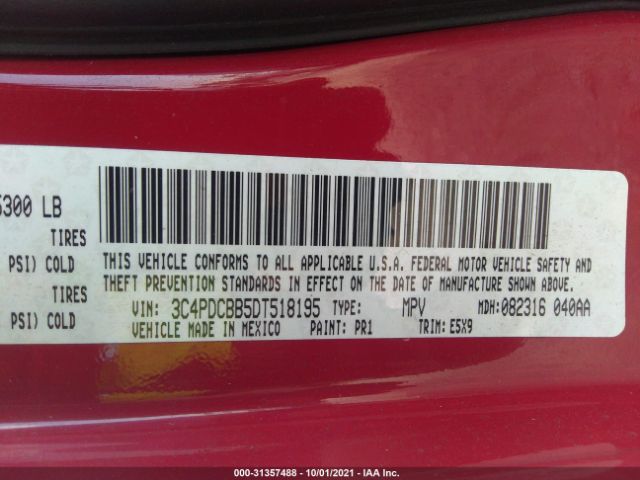 5300 LB
TIRES
PSI) COLD
TIRES
PSI) COLD
THIS VEHICLE CONFORMS TO ALL APPLICABLE U.S.A. FEDERAL MOTOR VEHICLE SAFETY AND
THEFT PREVENTION STANDARDS IN EFFECT ON THE DATE OF MANUFACTURE SHOWN ABOVE.
VIN: 3C4PDCBB5DT518195 TYPE: MPV MDH:082316 040AA
VEHICLE MADE IN MEXICO PAINT: PR1 TRIM: E5X9
000-31357488 - 10/01/2021 - IAA Inc.